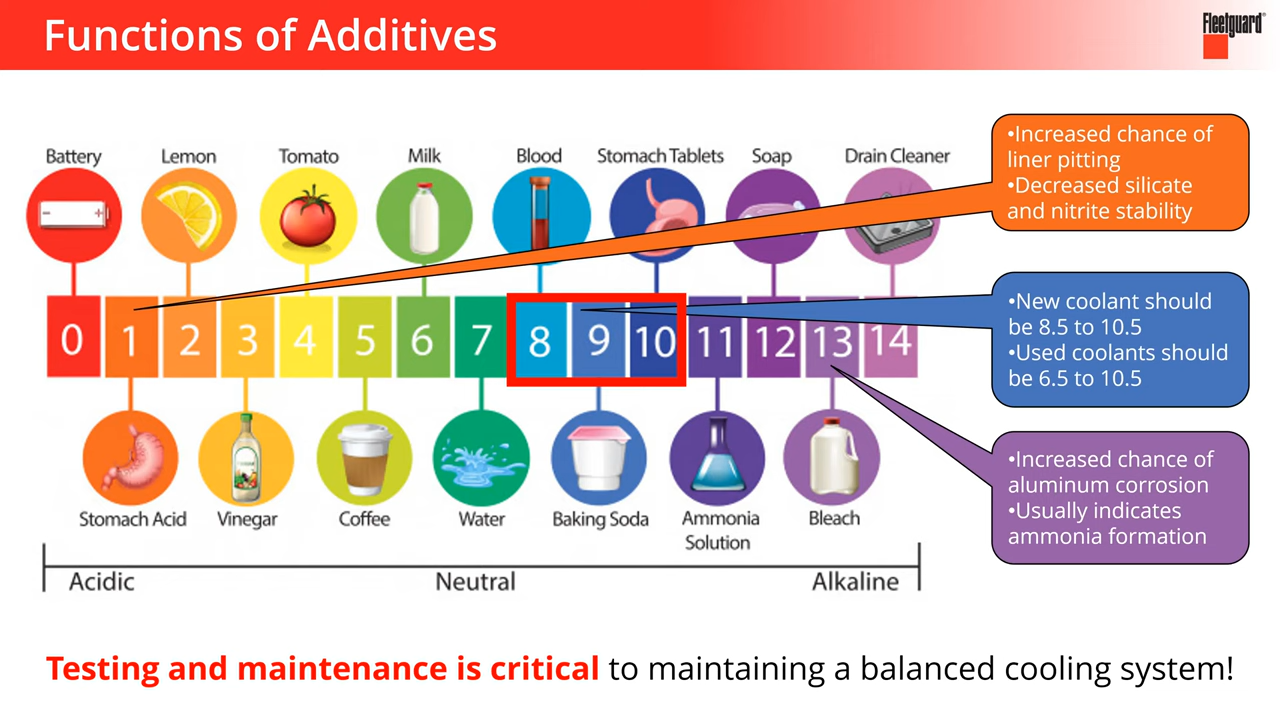 Functions of Additives
Fleetguard®
Battery
Lemon
Tomato
Milk
Blood
Stomach Tablets
Soap
Drain Cleaner
•Increased chance of
liner pitting
•Decreased silicate
and nitrite stability
0 1 2 3 4 5 6 7 8 9 10 11 12 13 14
•New coolant should
be 8.5 to 10.5
•Used coolants should
be 6.5 to 10.5
•Increased chance of
aluminum corrosion
•Usually indicates
ammonia formation
Stomach Acid
Vinegar
Coffee
Water
Baking Soda
Ammonia
Solution
Bleach
Acidic
Neutral
Alkaline
Testing and maintenance is critical to maintaining a balanced cooling system!